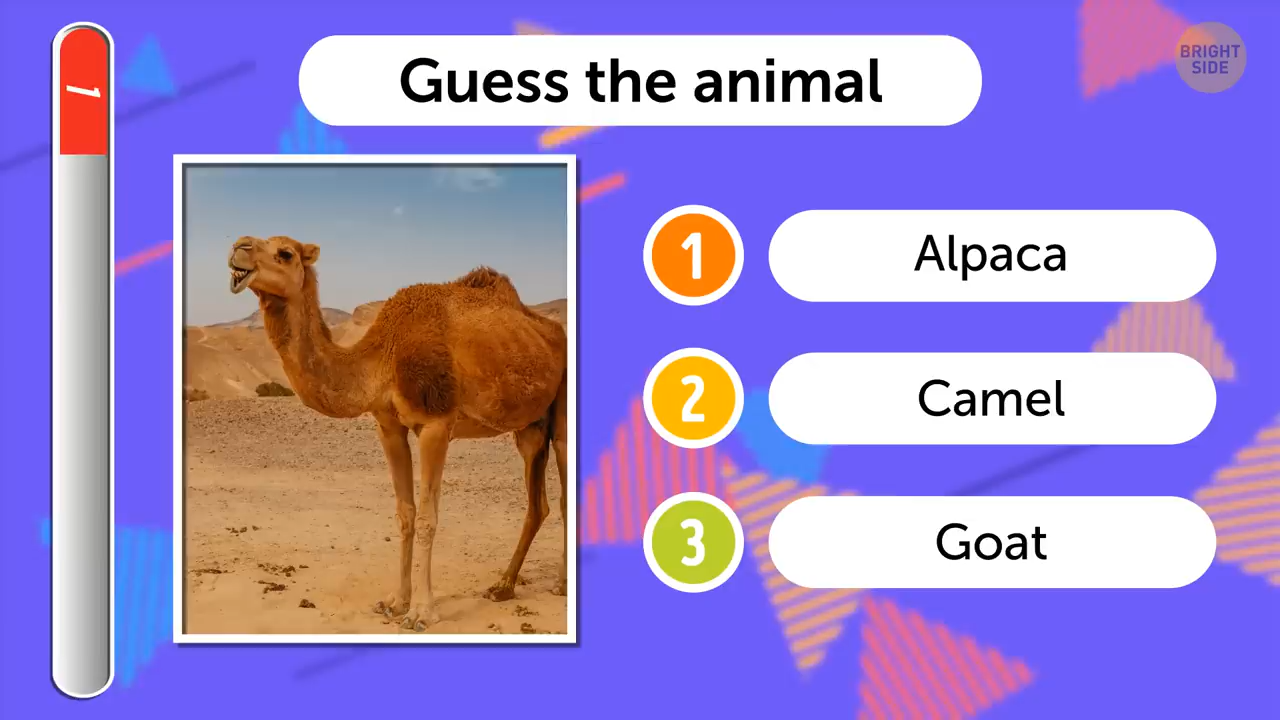 Guess the animal
BRIGHT
SIDE
1
1
Alpaca
2
Camel
3
Goat